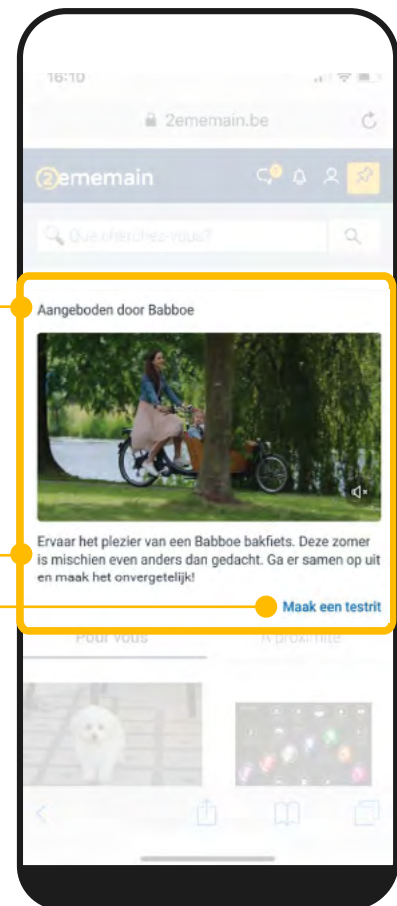 16:10
2ememain.be
2ememain
Que cherchez-vous?
Aangeboden door Babboe
Ervaar het plezier van een Babboe bakfiets. Deze zomer
is mischien even anders dan gedacht. Ga er samen op uit
en maak het onvergetelijk!
Maak een testrit
Pour vous
À proximité